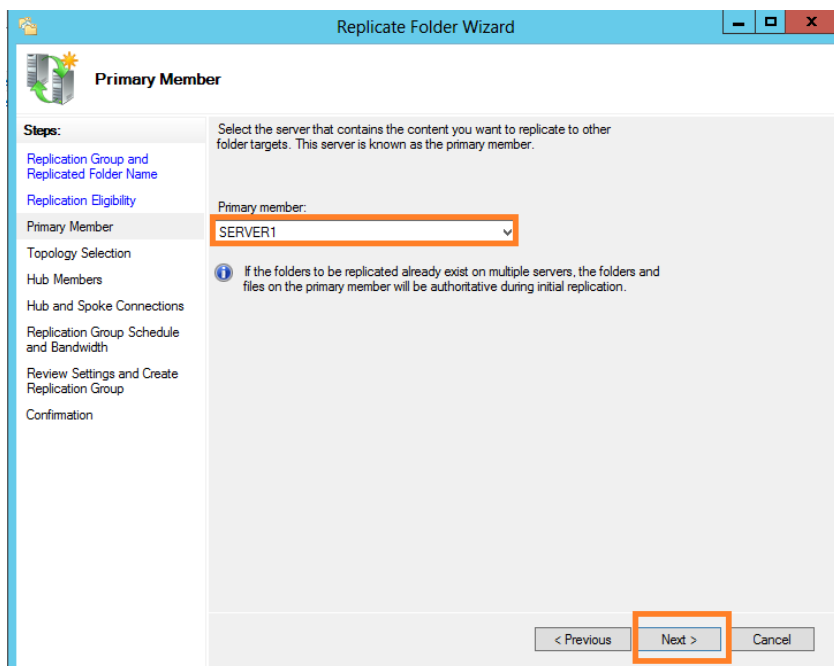 Replicate Folder Wizard
Primary Member
Steps:
Replication Group and
Replicated Folder Name
Replication Eligibility
Primary Member
Topology Selection
Hub Members
Hub and Spoke Connections
Replication Group Schedule
and Bandwidth
Review Settings and Create
Replication Group
Confirmation
Select the server that contains the content you want to replicate to other
folder targets. This server is known as the primary member.
Primary member:
SERVER1
If the folders to be replicated already exist on multiple servers, the folders and
files on the primary member will be authoritative during initial replication.
< Previous
Next >
Cancel